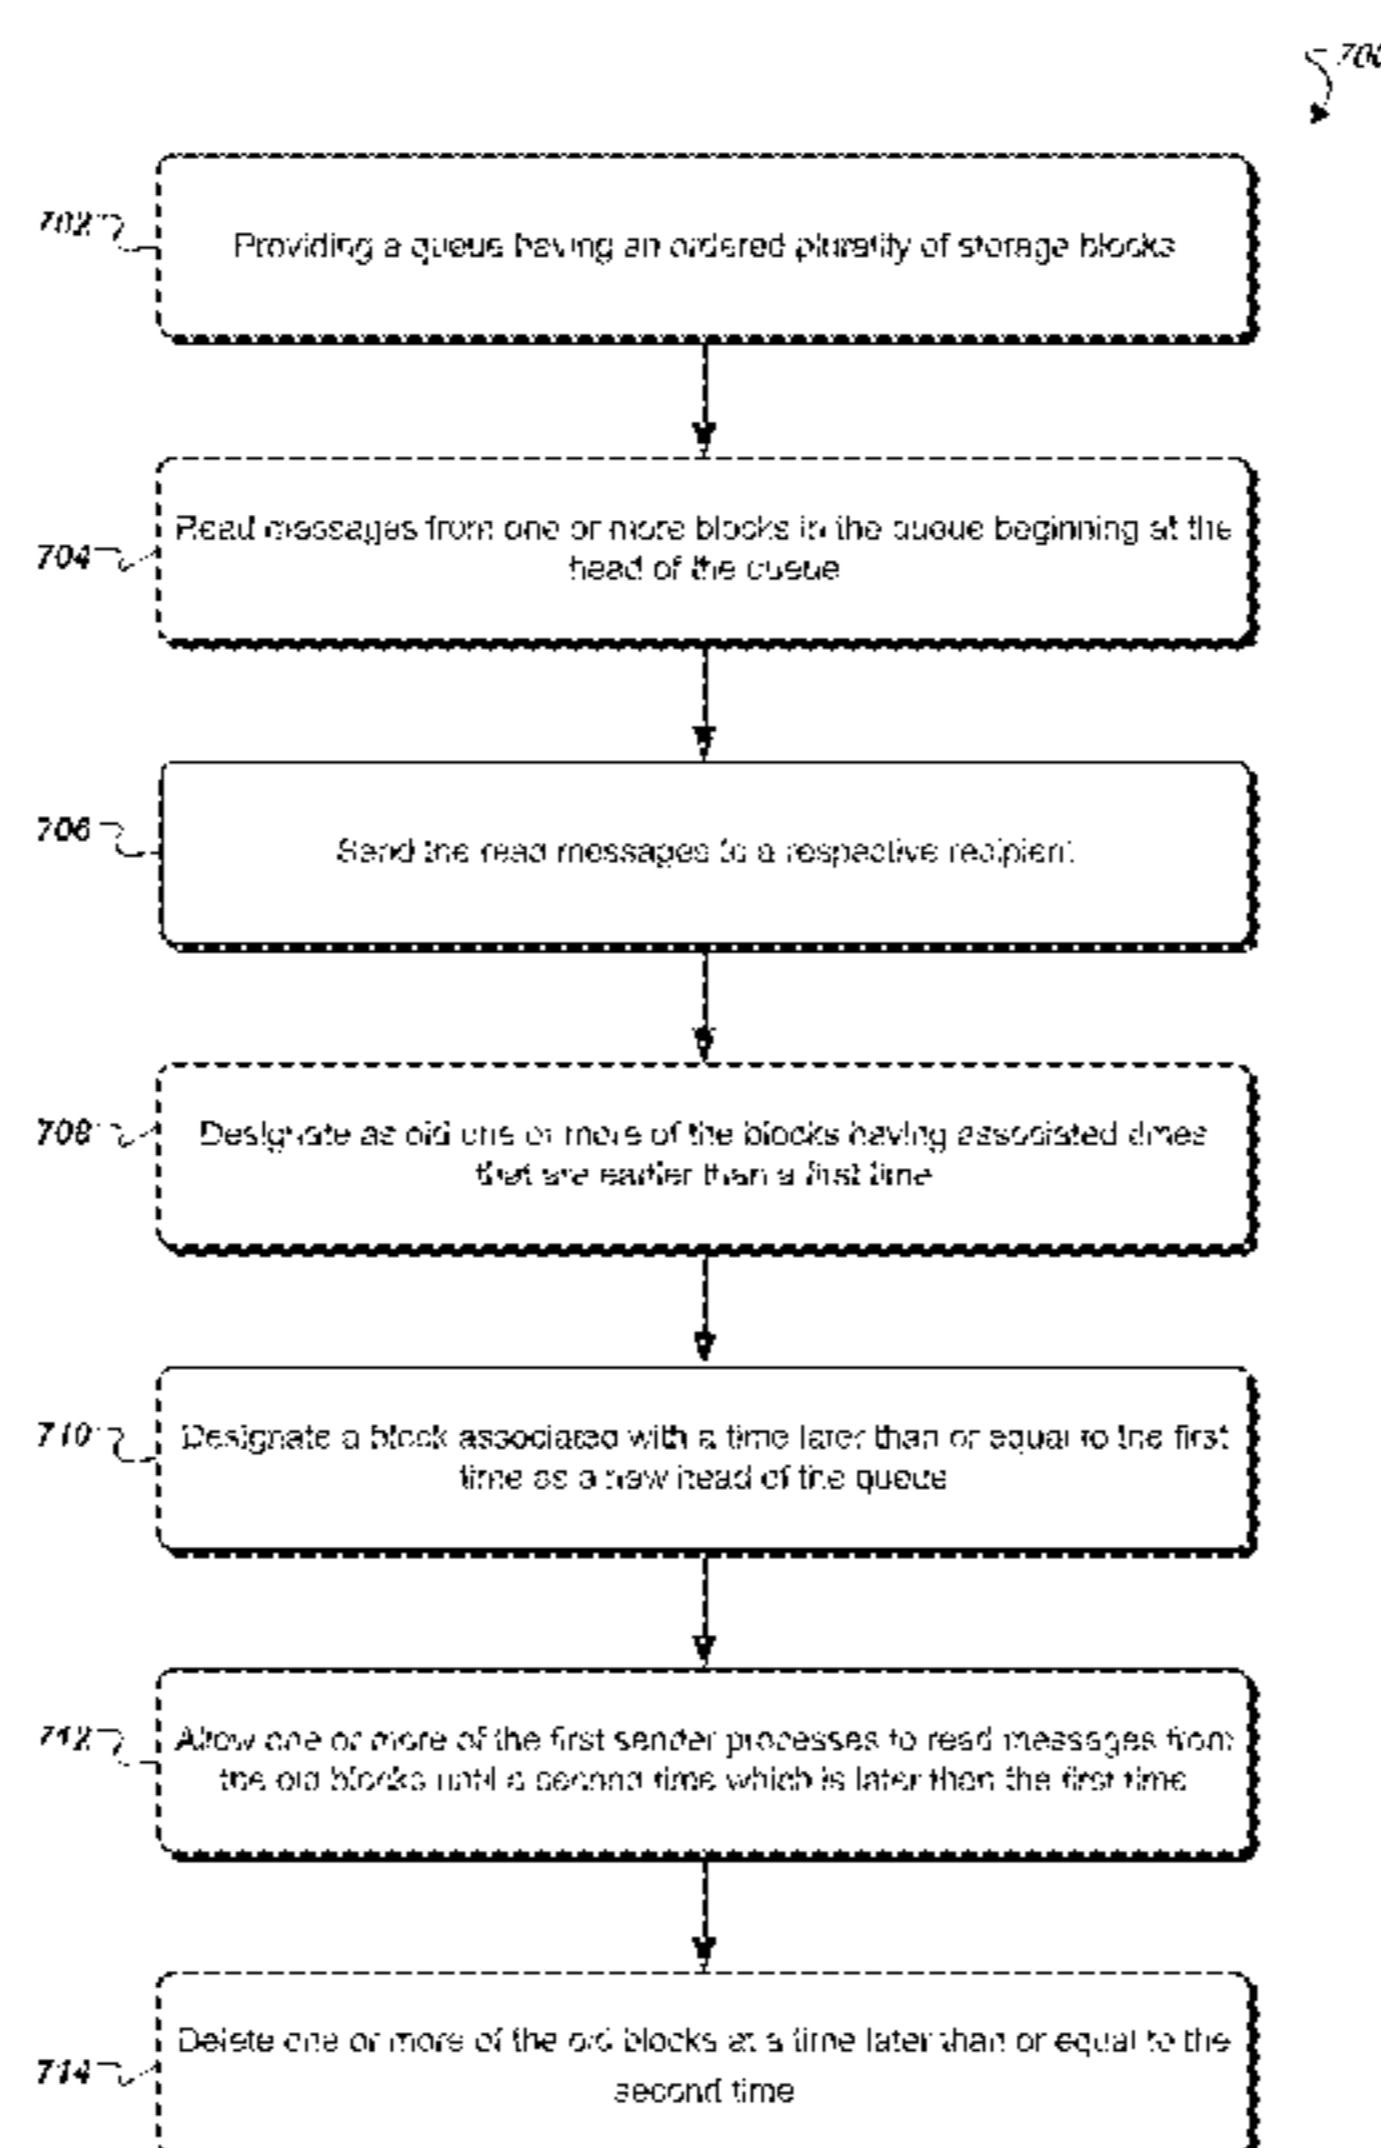 700
702
Providing a queue having an ordered plurality of storage blocks
704
Read messages from one or more blocks in the queue beginning at the
head of the queue
706
Send the read messages to a respective recipient
708
Designate as old one or more of the blocks having associated times
that are earlier than a first time
710
Designate a block associated with a time later than or equal to the first
time as a new head of the queue
712
Allow one or more of the first sender processes to read messages from
the old blocks until a second time which is later than the first time
714
Delete one or more of the old blocks at a time later than or equal to the
second time